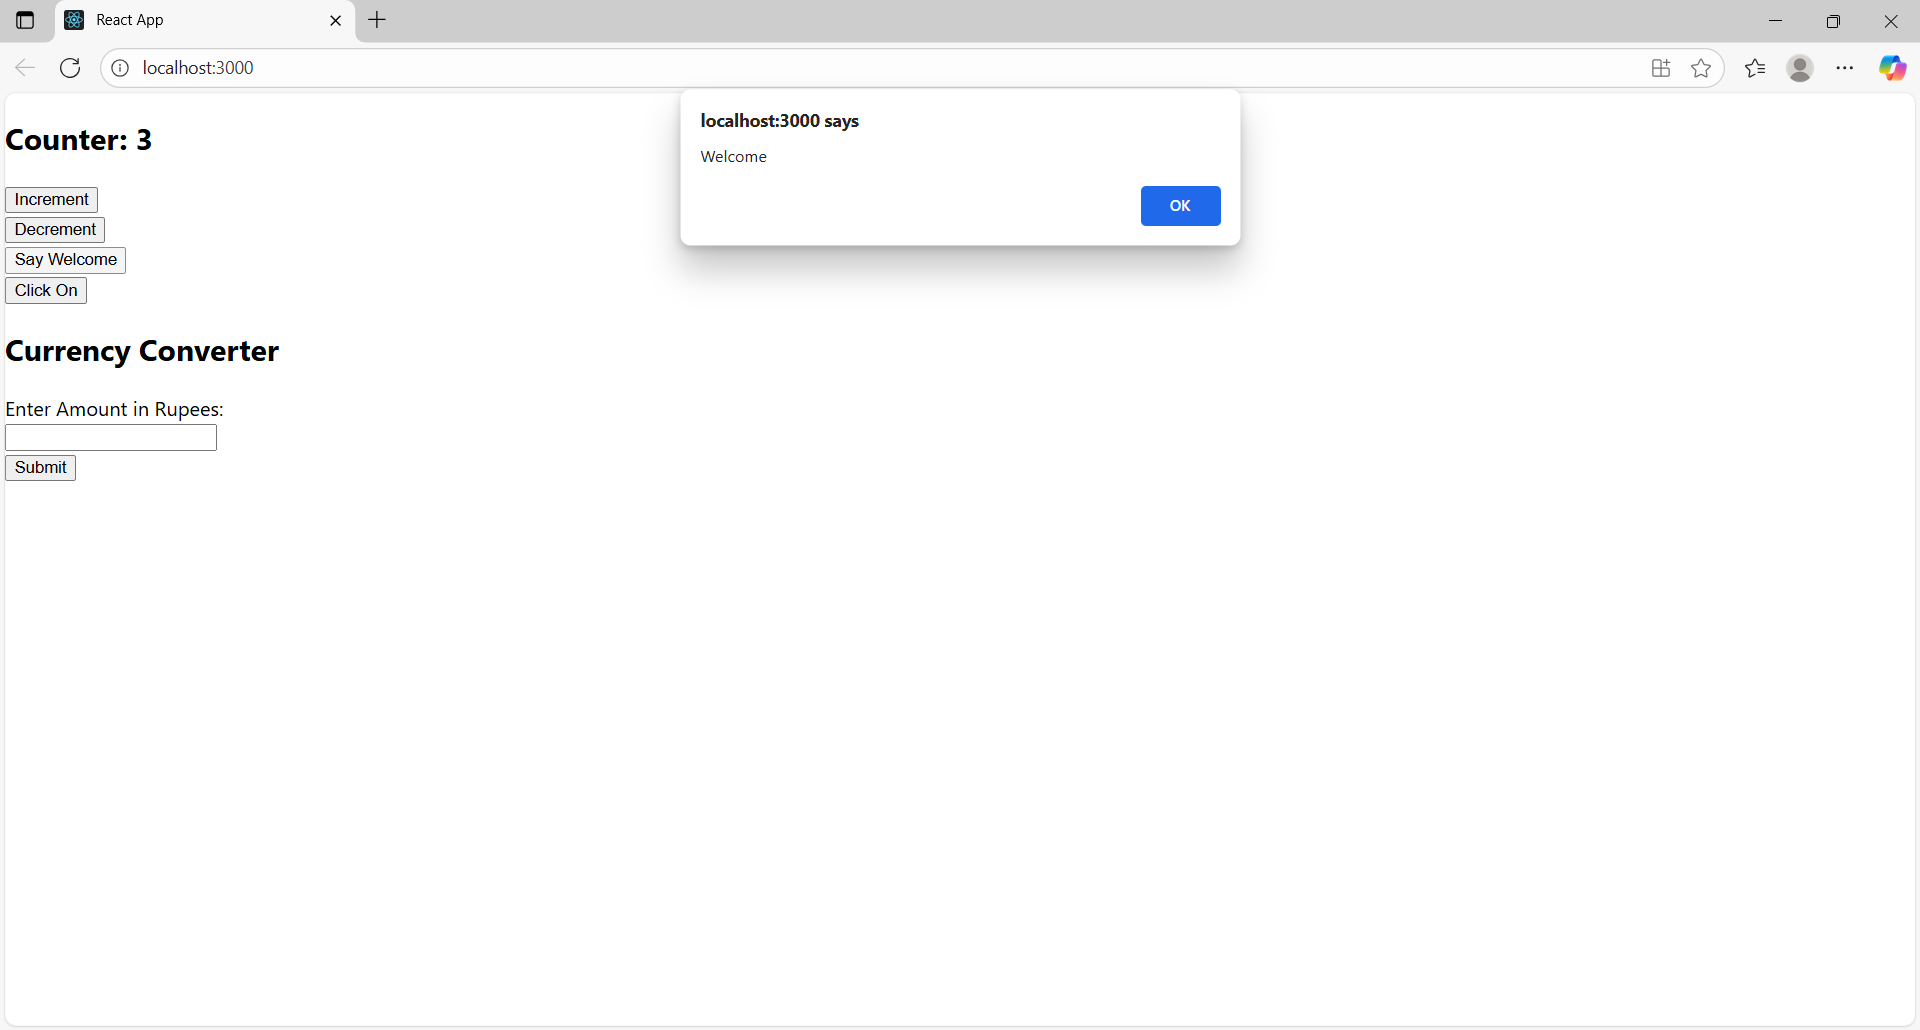 React App
localhost:3000
localhost:3000 says
Welcome
OK
Counter: 3
Increment
Decrement
Say Welcome
Click On
Currency Converter
Enter Amount in Rupees:
Submit